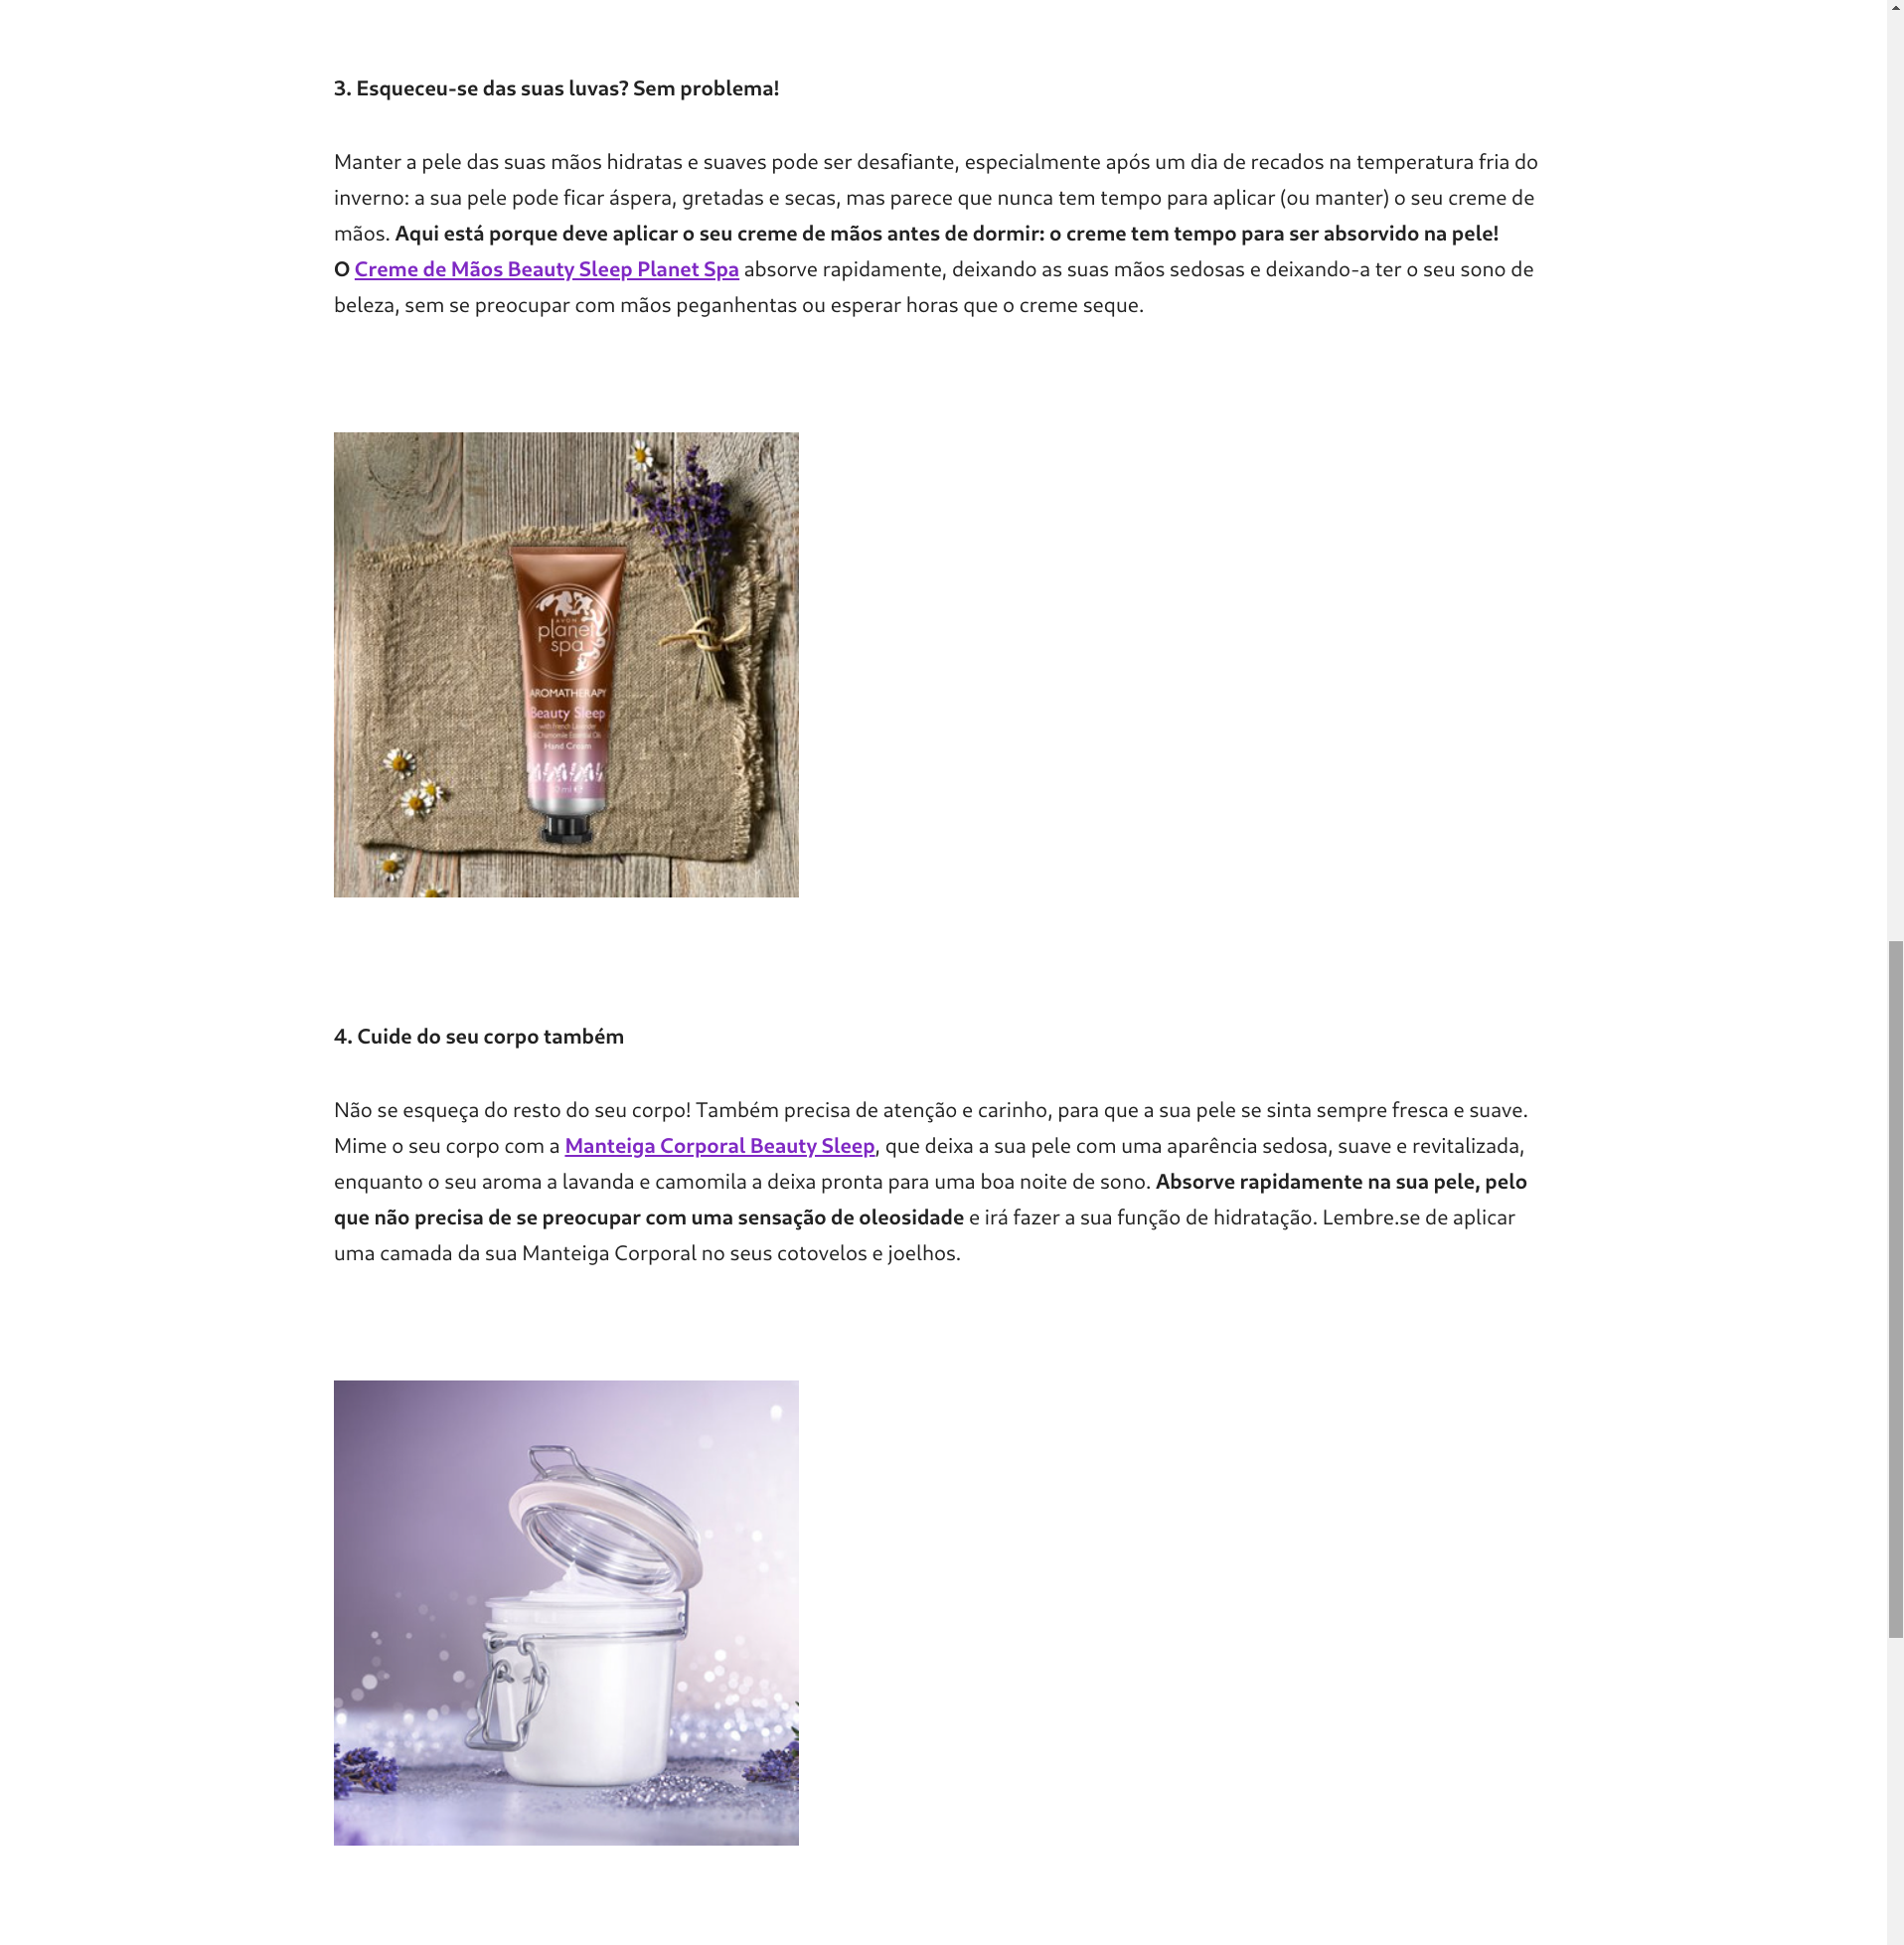 3. Esqueceu-se das suas luvas? Sem problema!
Manter a pele das suas mãos hidratas e suaves pode ser desafiante, especialmente após um dia de recados na temperatura fria do
inverno: a sua pele pode ficar áspera, gretadas e secas, mas parece que nunca tem tempo para aplicar (ou manter) o seu creme de
mãos. Aqui está porque deve aplicar o seu creme de mãos antes de dormir: o creme tem tempo para ser absorvido na pele!
O Creme de Mãos Beauty Sleep Planet Spa absorve rapidamente, deixando as suas mãos sedosas e deixando-a ter o seu sono de
beleza, sem se preocupar com mãos peganhentas ou esperar horas que o creme seque.
AVON
planet
spa
AROMATHERAPY
Beauty Sleep
with French Lavender
& Chamomile Essential Oils
Hand Cream
ml e
4. Cuide do seu corpo também
Não se esqueça do resto do seu corpo! Também precisa de atenção e carinho, para que a sua pele se sinta sempre fresca e suave.
Mime o seu corpo com a Manteiga Corporal Beauty Sleep, que deixa a sua pele com uma aparência sedosa, suave e revitalizada,
enquanto o seu aroma a lavanda e camomila a deixa pronta para uma boa noite de sono. Absorve rapidamente na sua pele, pelo
que não precisa de se preocupar com uma sensação de oleosidade e irá fazer a sua função de hidratação. Lembre.se de aplicar
uma camada da sua Manteiga Corporal no seus cotovelos e joelhos.